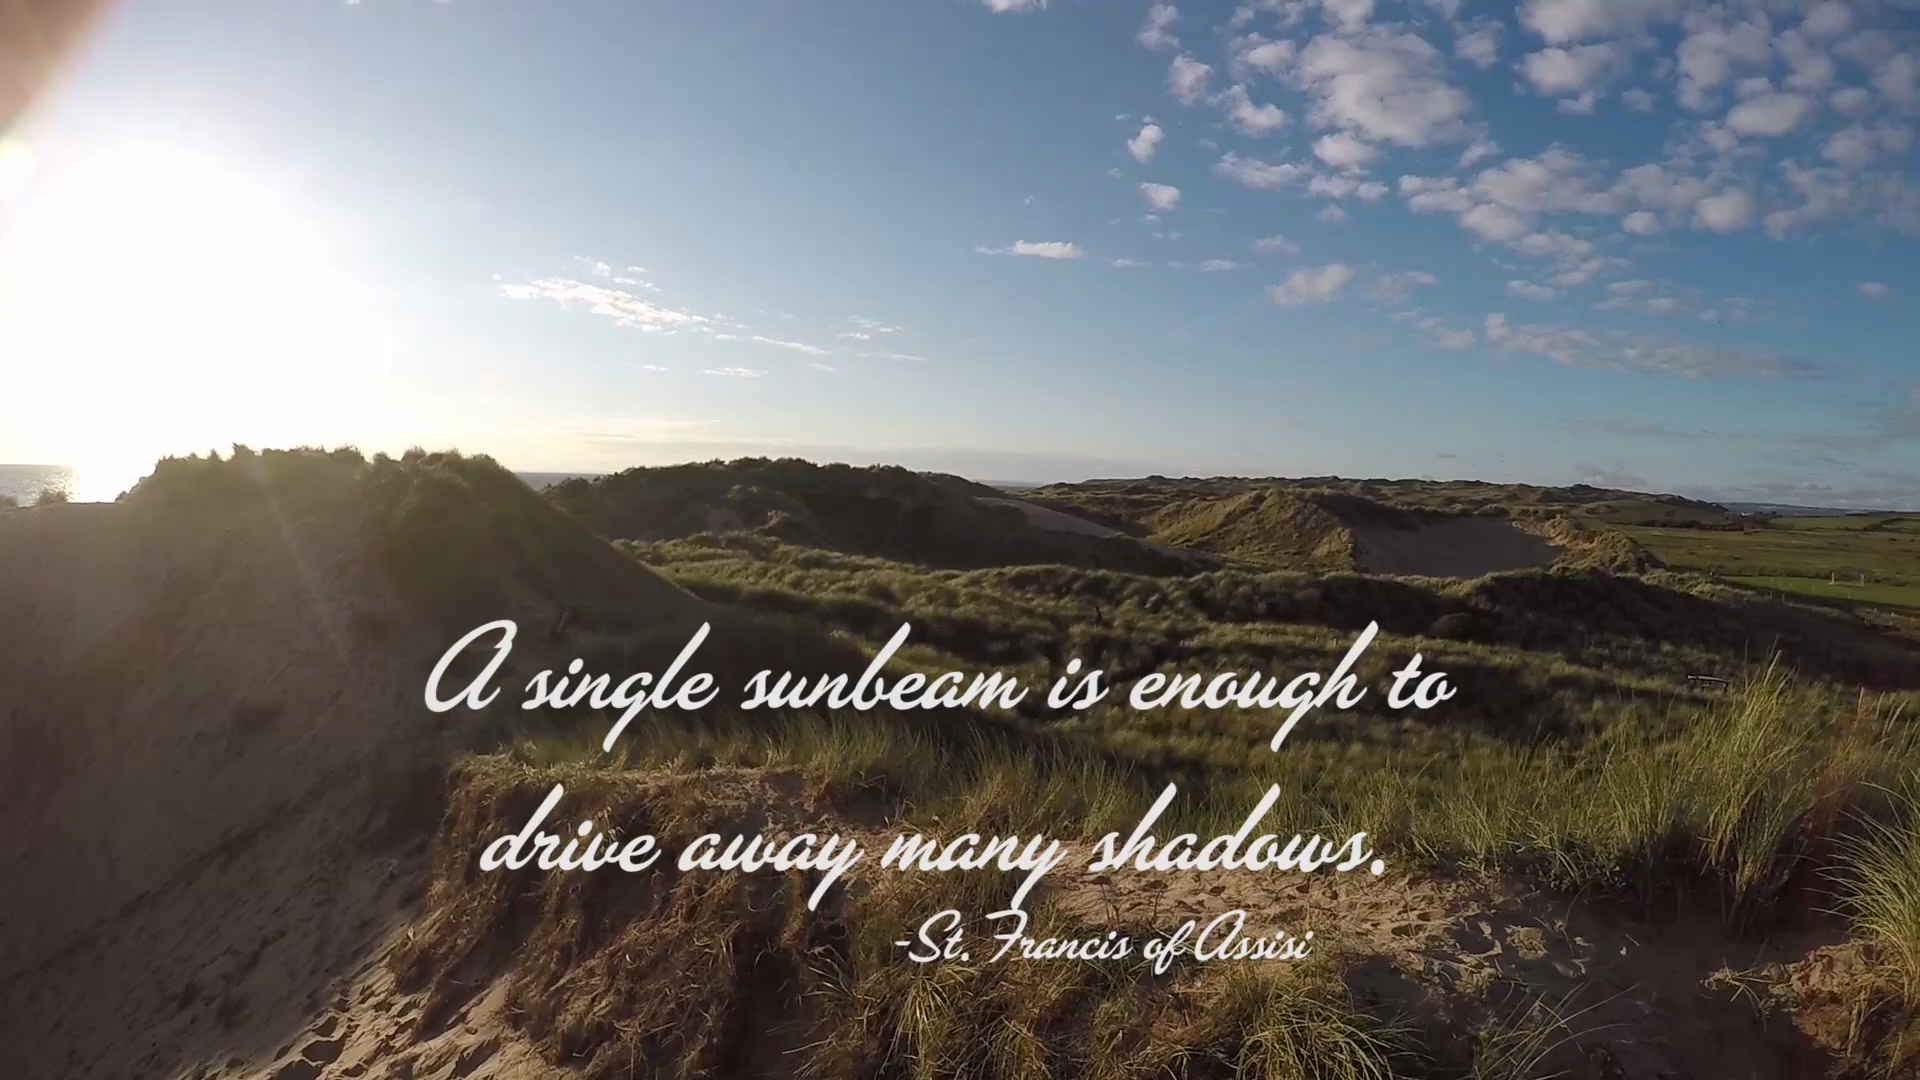 A single sunbeam is enough to
drive away many shadows.
-St. Francis of Assisi